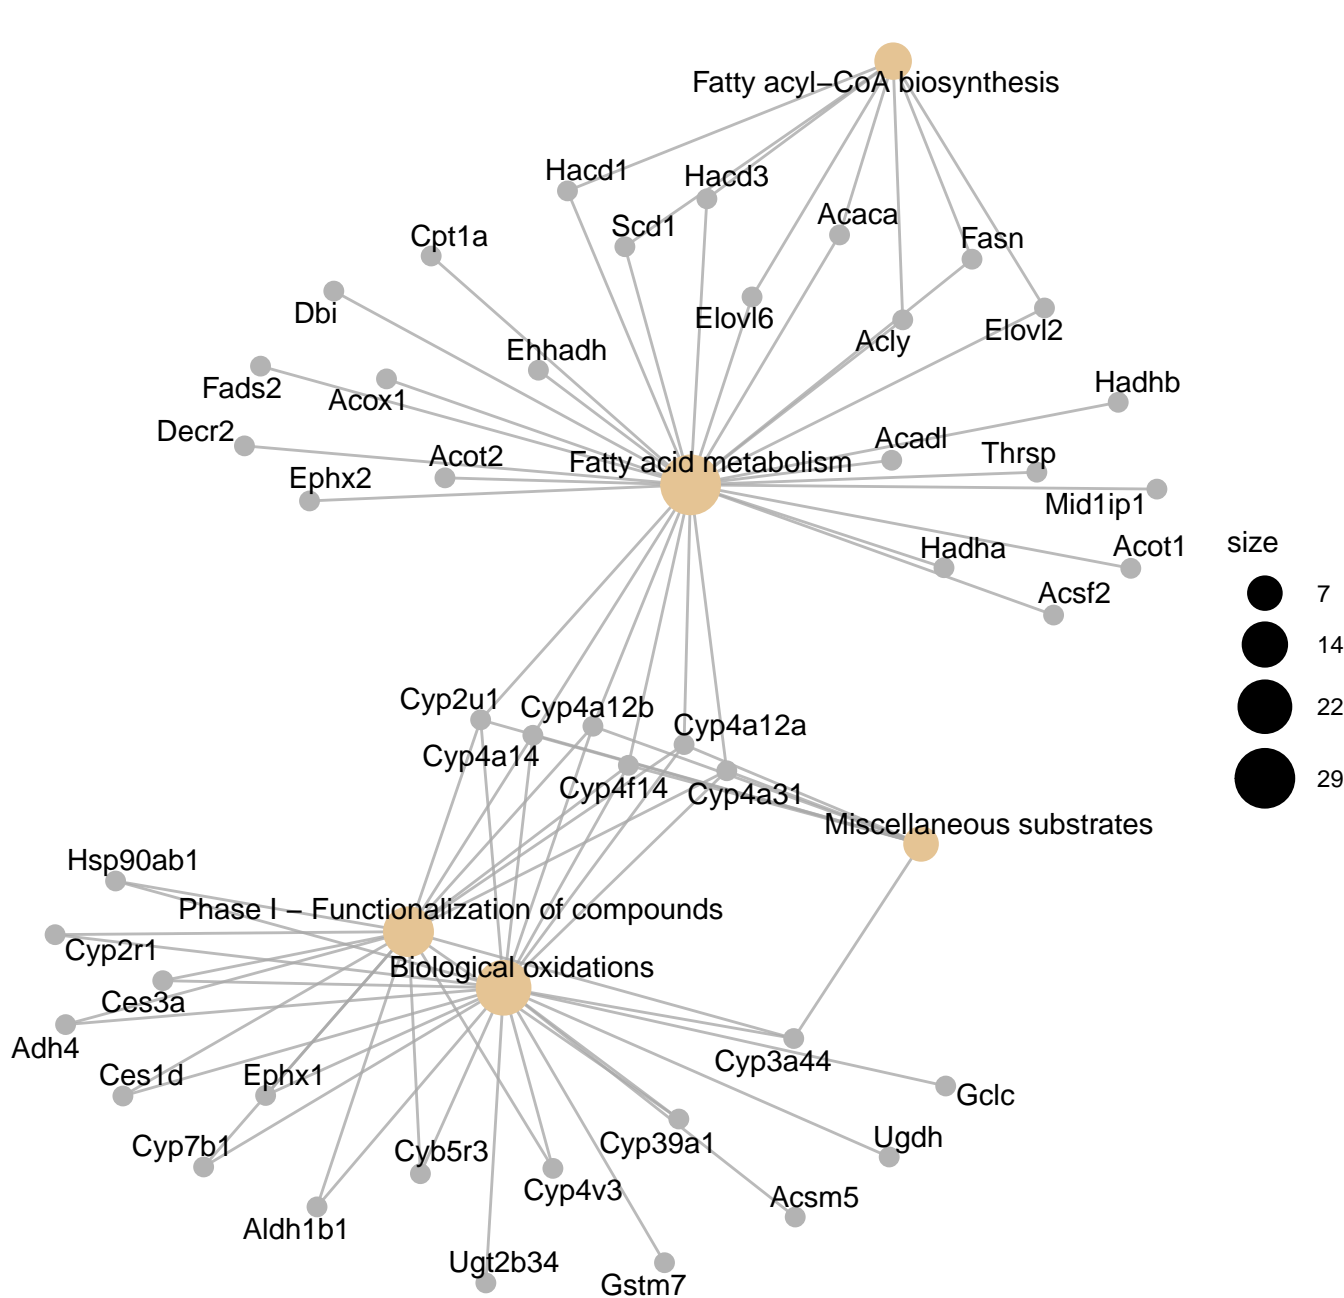 Fatty acyl−CoA biosynthesis
Hacd1
Hacd3
Scd1
Acaca
Cpt1a
Fasn
Dbi
Elovl6
Acly
Elovl2
Ehhadh
Fads2
Acox1
Hadhb
Decr2
Acadl
Thrsp
Acot2
Fatty acid metabolism
Ephx2
Mid1ip1
Hadha
Acot1
size
Acsf2
7
14
22
29
Cyp2u1
Cyp4a12b
Cyp4a12a
Cyp4a14
Cyp4f14
Cyp4a31
Miscellaneous substrates
Hsp90ab1
Phase I − Functionalization of compounds
Cyp2r1
Biological oxidations
Ces3a
Adh4
Cyp3a44
Ces1d
Ephx1
Gclc
Cyp7b1
Cyb5r3
Cyp39a1
Ugdh
Cyp4v3
Acsm5
Aldh1b1
Ugt2b34
Gstm7